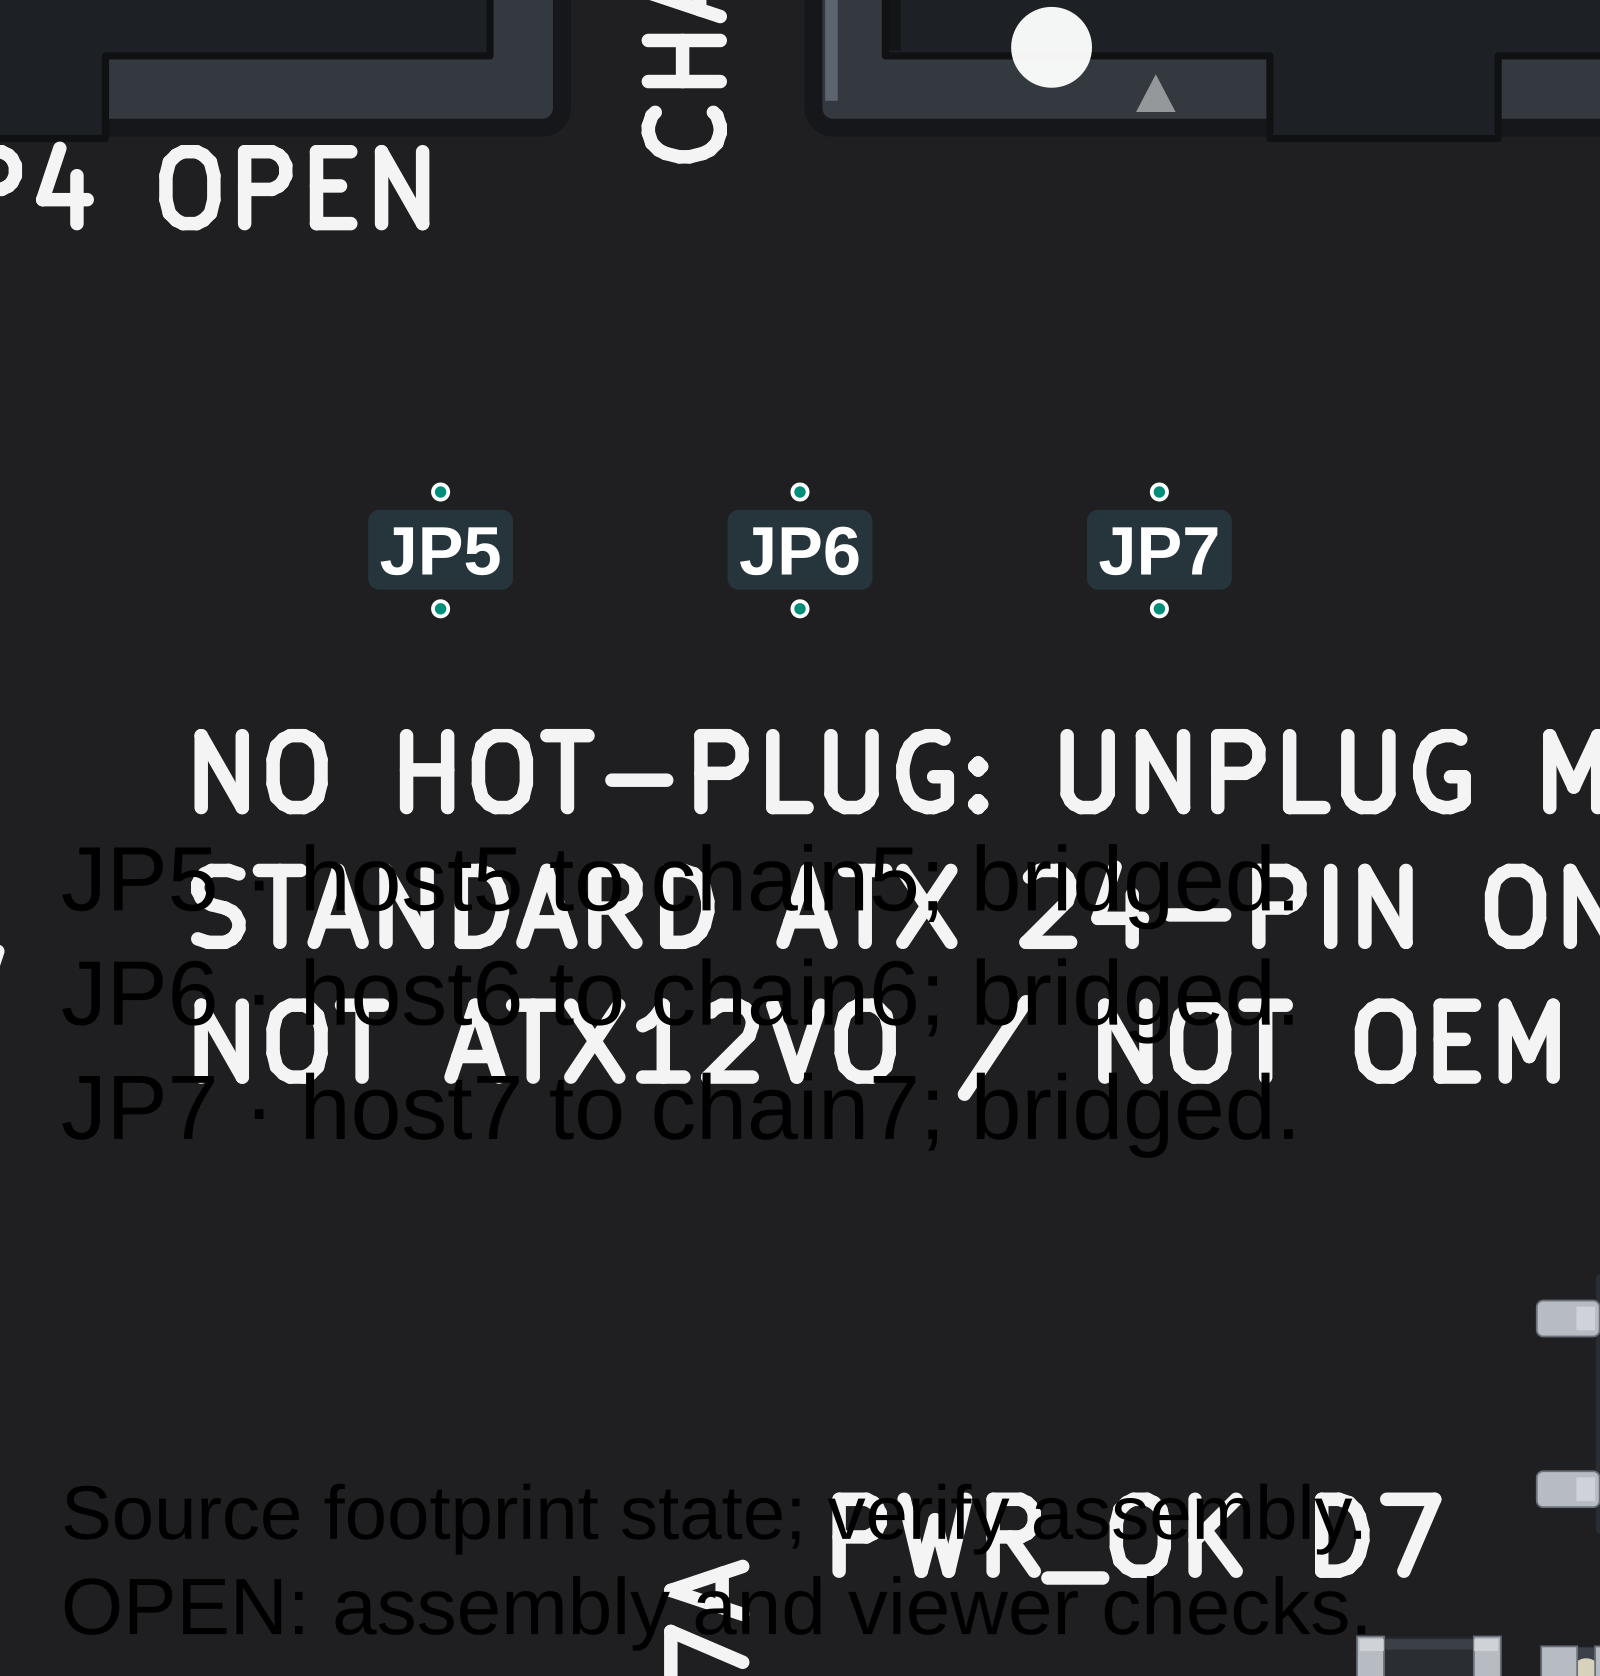 CHA
P4 OPEN
JP5 JP6 JP7
NO HOT-PLUG: UNPLUG M
JP5 · host5 to chain5; bridged.
STANDARD ATX 24-PIN ON
JP6 · host6 to chain6; bridged.
NOT ATX12VO / NOT OEM
JP7 · host7 to chain7; bridged.
Source footprint state; verify assembly.
PWR_OK D7
OPEN: assembly and viewer checks.
7A